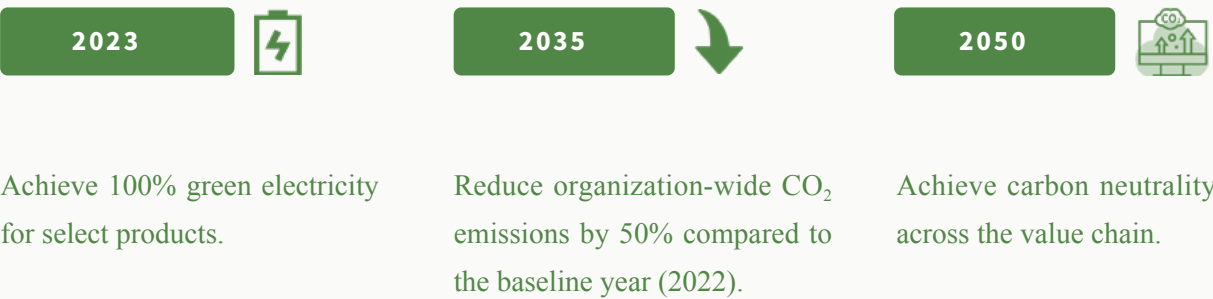 2023
Achieve 100% green electricity
for select products.
2035
Reduce organization-wide CO₂
emissions by 50% compared to
the baseline year (2022).
2050
CO₂
Achieve carbon neutrality
across the value chain.